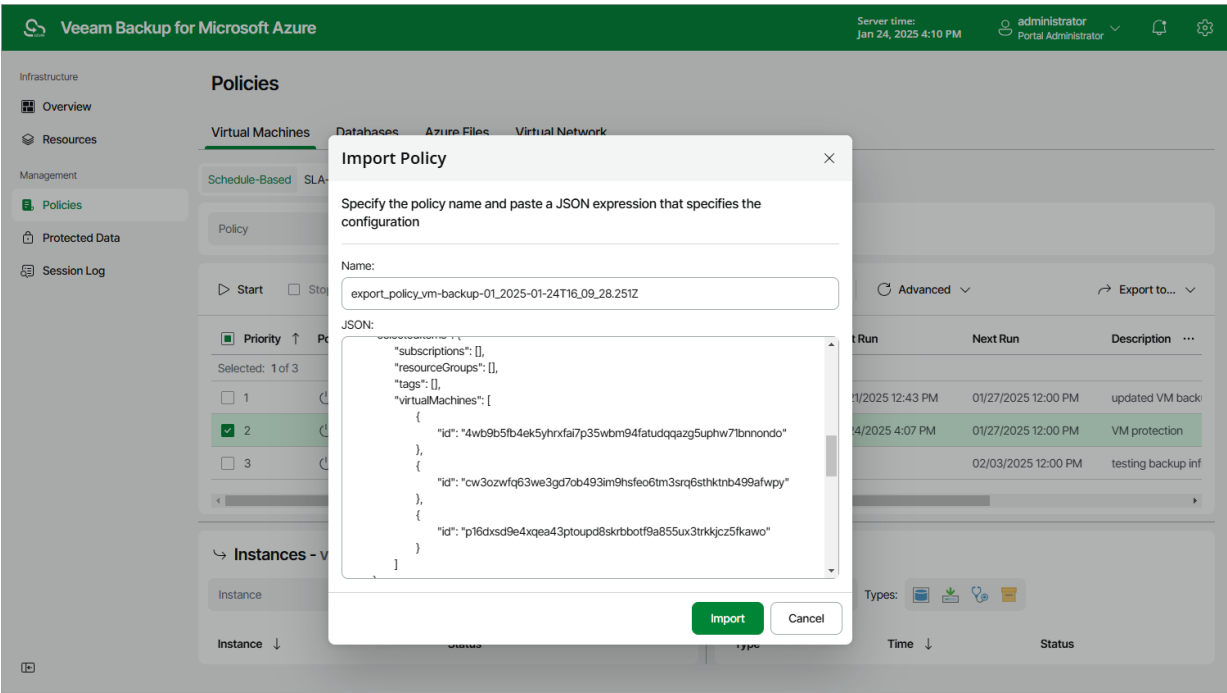 Veeam Backup for Microsoft Azure
Server time:
Jan 24, 2025 4:10 PM
administrator
Portal Administrator
Infrastructure
Overview
Resources
Management
Policies
Protected Data
Session Log
Policies
Virtual Machines Databases Azure Files Virtual Network
Schedule-Based SLA-
Policy
Start Stop Advanced Export to...
Priority Po t Run Next Run Description ...
Selected: 1 of 3
1 1/2025 12:43 PM 01/27/2025 12:00 PM updated VM back
2 4/2025 4:07 PM 01/27/2025 12:00 PM VM protection
3 02/03/2025 12:00 PM testing backup inf
Import Policy
Specify the policy name and paste a JSON expression that specifies the
configuration
Name:
export_policy_vm-backup-01_2025-01-24T16_09_28.251Z
JSON:
"subscriptions": [],
"resourceGroups": [],
"tags": [],
"virtualMachines": [
{
"id": "4wb9b5fb4ek5yhrxfai7p35wbm94fatudqqazg5uphw71bnnondo"
},
{
"id": "cw3ozwfq63we3gd7ob493im9hsfeo6tm3srq6sthktnb499afwpy"
},
{
"id": "p16dxsd9e4xqea43ptoupd8skrbbotf9a855ux3trkkjcz5fkawo"
}
]
Import Cancel
Instances - v
Instance Types:
Instance Status Type Time Status